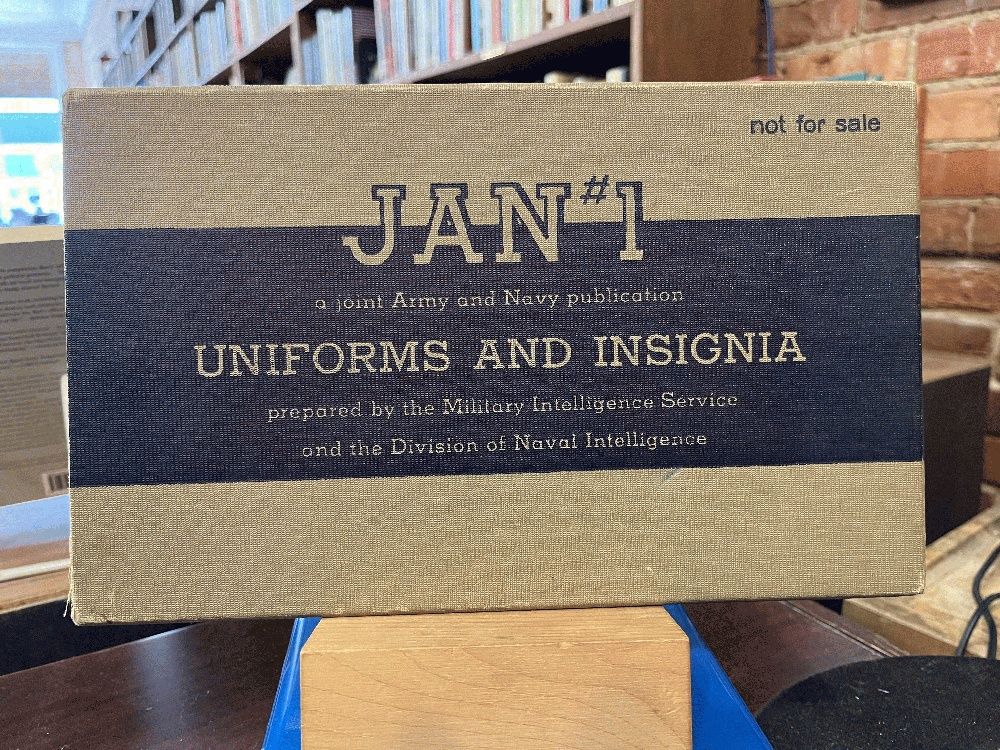 not for sale
JAN #1
a joint Army and Navy publication
UNIFORMS AND INSIGNIA
prepared by the Military Intelligence Service
and the Division of Naval Intelligence